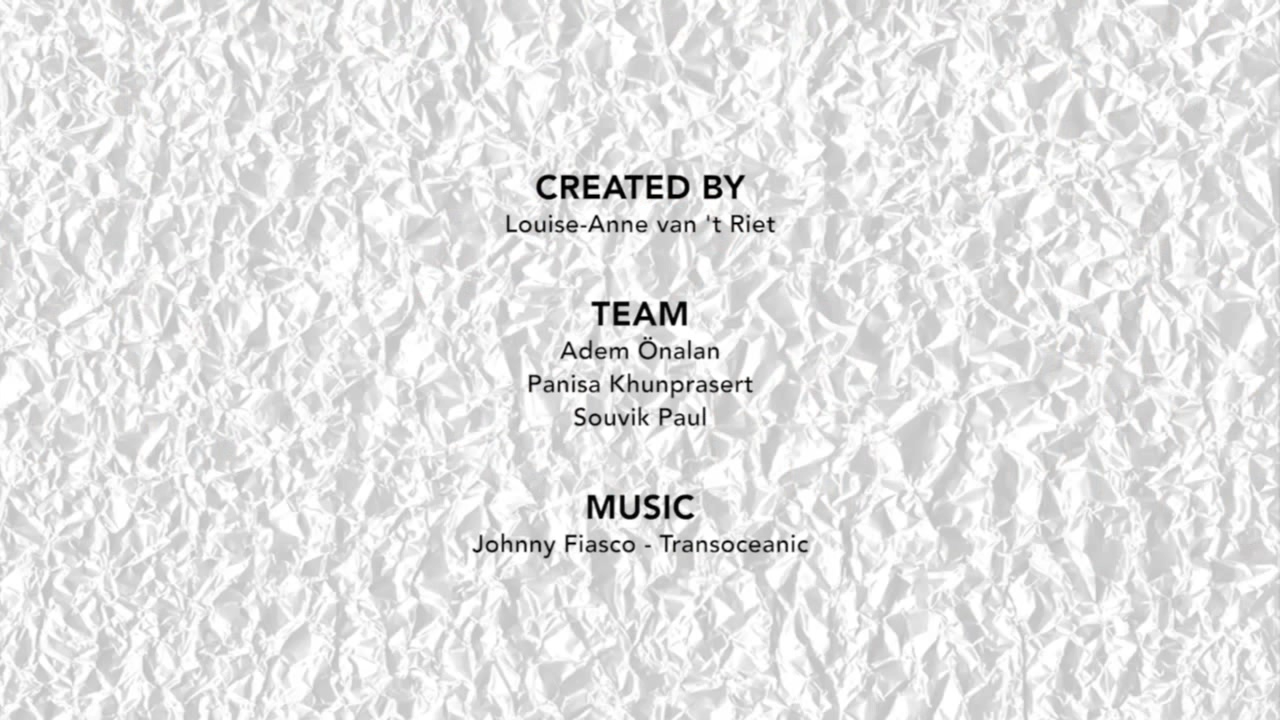 CREATED BY
Louise-Anne van 't Riet
TEAM
Adem Önalan
Panisa Khunprasert
Souvik Paul
MUSIC
Johnny Fiasco - Transoceanic